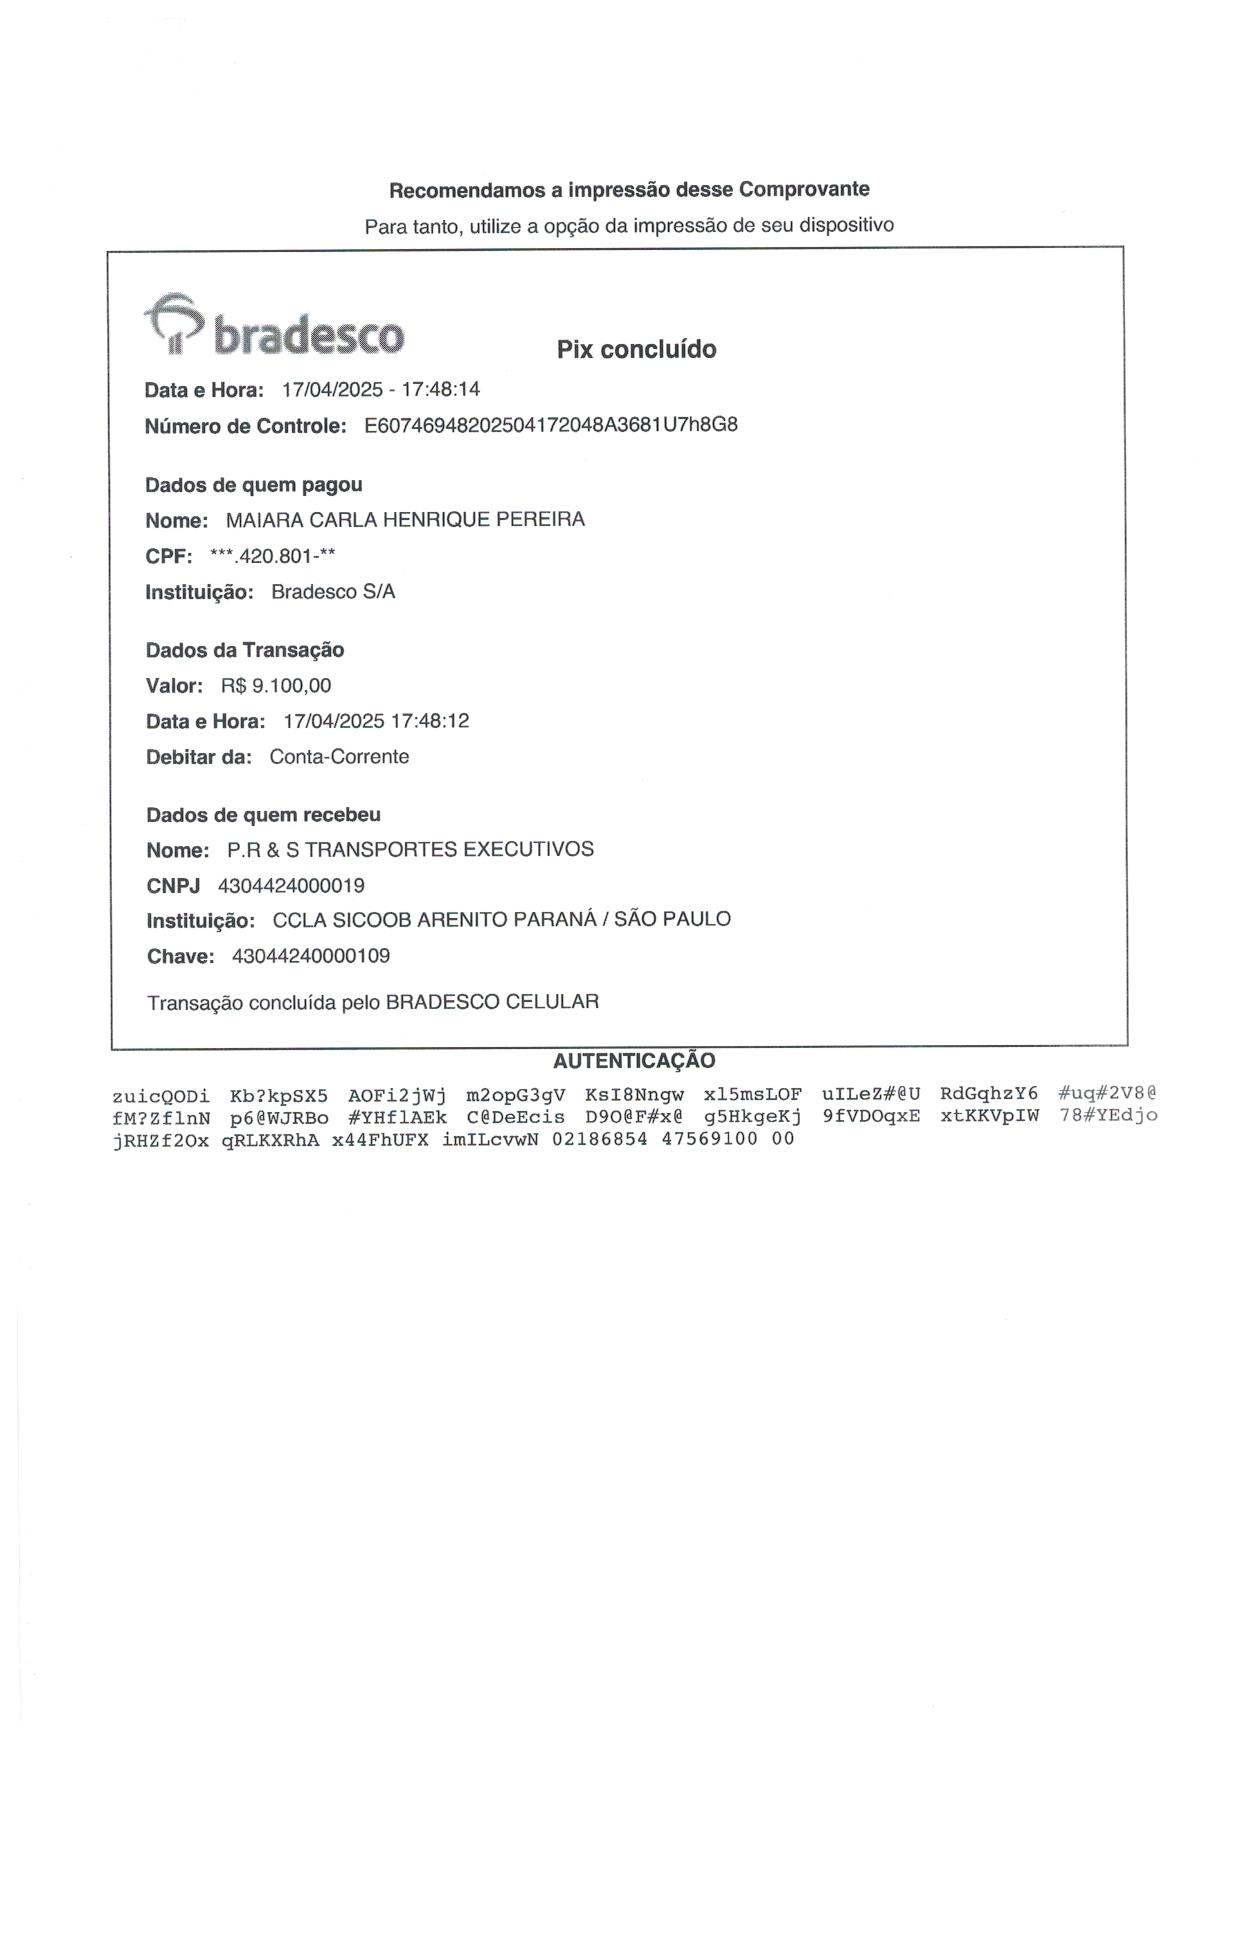 Recomendamos a impressão desse Comprovante
Para tanto, utilize a opção da impressão de seu dispositivo
bradesco
Pix concluído
Data e Hora: 17/04/2025 - 17:48:14
Número de Controle: E60746948202504172048A3681U7h8G8
Dados de quem pagou
Nome: MAIARA CARLA HENRIQUE PEREIRA
CPF: ***.420.801-**
Instituição: Bradesco S/A
Dados da Transação
Valor: R$ 9.100,00
Data e Hora: 17/04/2025 17:48:12
Debitar da: Conta-Corrente
Dados de quem recebeu
Nome: P.R & S TRANSPORTES EXECUTIVOS
CNPJ 4304424000019
Instituição: CCLA SICOOB ARENITO PARANÁ / SÃO PAULO
Chave: 43044240000109
Transação concluída pelo BRADESCO CELULAR
AUTENTICAÇÃO
zuicQODi Kb?kpSX5 AOFi2jWj m2opG3gV KsI8Nngw xl5msLOF uILeZ#@U RdGqhzY6 #uq#2V8@
fM?ZflnN p6@WJRBo #YHflAEk C@DeEcis D9O@F#x@ g5HkgeKj 9fVDOqxE xtKKVpIW 78#YEdjo
jRHZf2Ox qRLKXRhA x44FhUFX imILcvwN 02186854 47569100 00